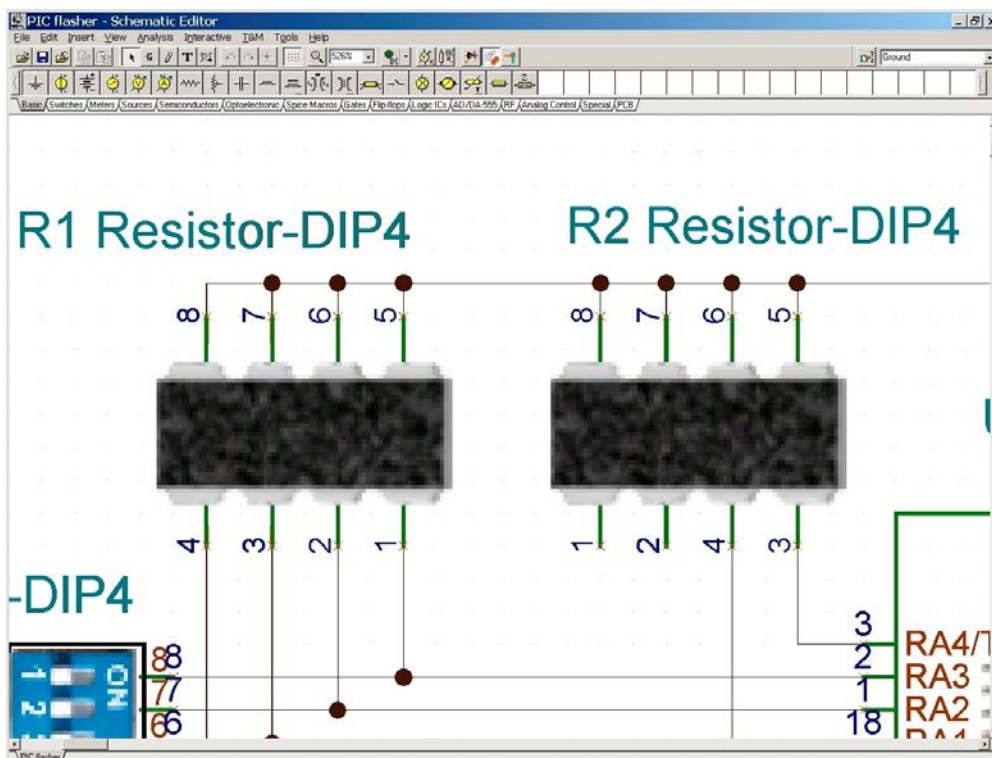 PIC flasher - Schematic Editor
File Edit Insert View Analysis Interactive T&M Tools Help
526% Ground
Basic Switches Meters Sources Semiconductors Optoelectronic Spice Macros Gates Flip-flops Logic ICs AD/DA-555 RF Analog Control Special PCB
R1 Resistor-DIP4 R2 Resistor-DIP4
8 7 6 5 8 7 6 5
4 3 2 1 1 2 4 3
-DIP4
3 RA4/T
8 8 2 RA3
1 ON
7 7 1 RA2
2 6 6 18 RA1
PIC flasher